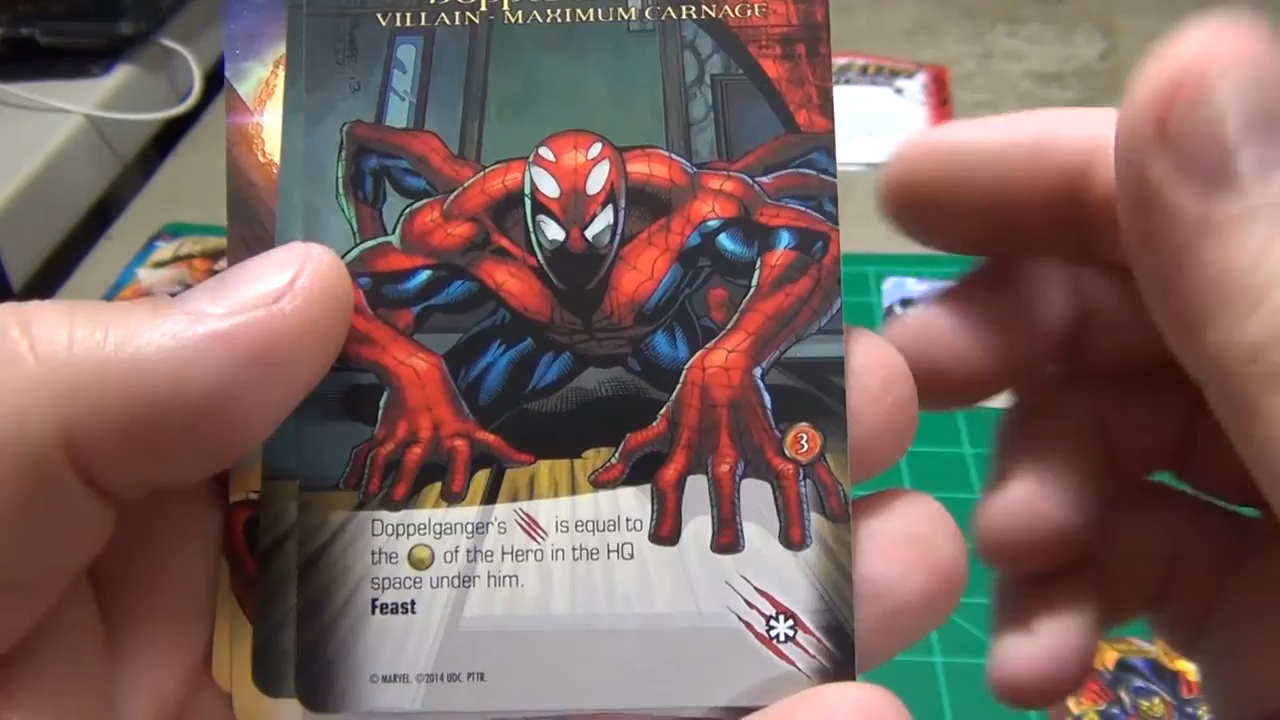 VILLAIN - MAXIMUM CARNAGE
3
Doppelganger's is equal to
the of the Hero in the HQ
space under him.
Feast
*
© MARVEL. ©2014 UDC. PTTR.